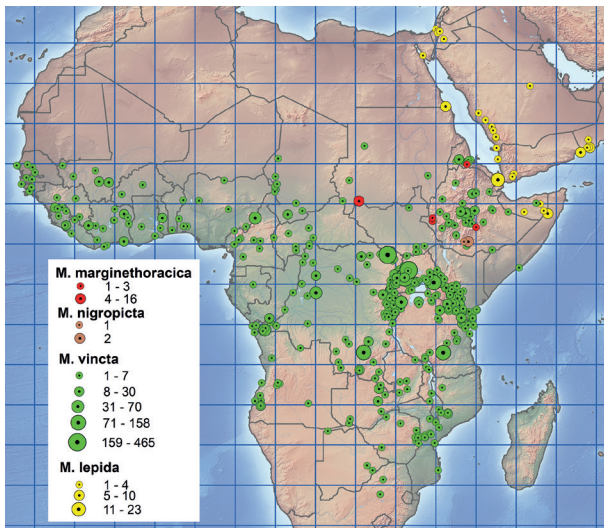 M. marginethoracica
1 - 3
4 - 16
M. nigropicta
1
2
M. vincta
1 - 7
8 - 30
31 - 70
71 - 158
159 - 465
M. lepida
1 - 4
5 - 10
11 - 23